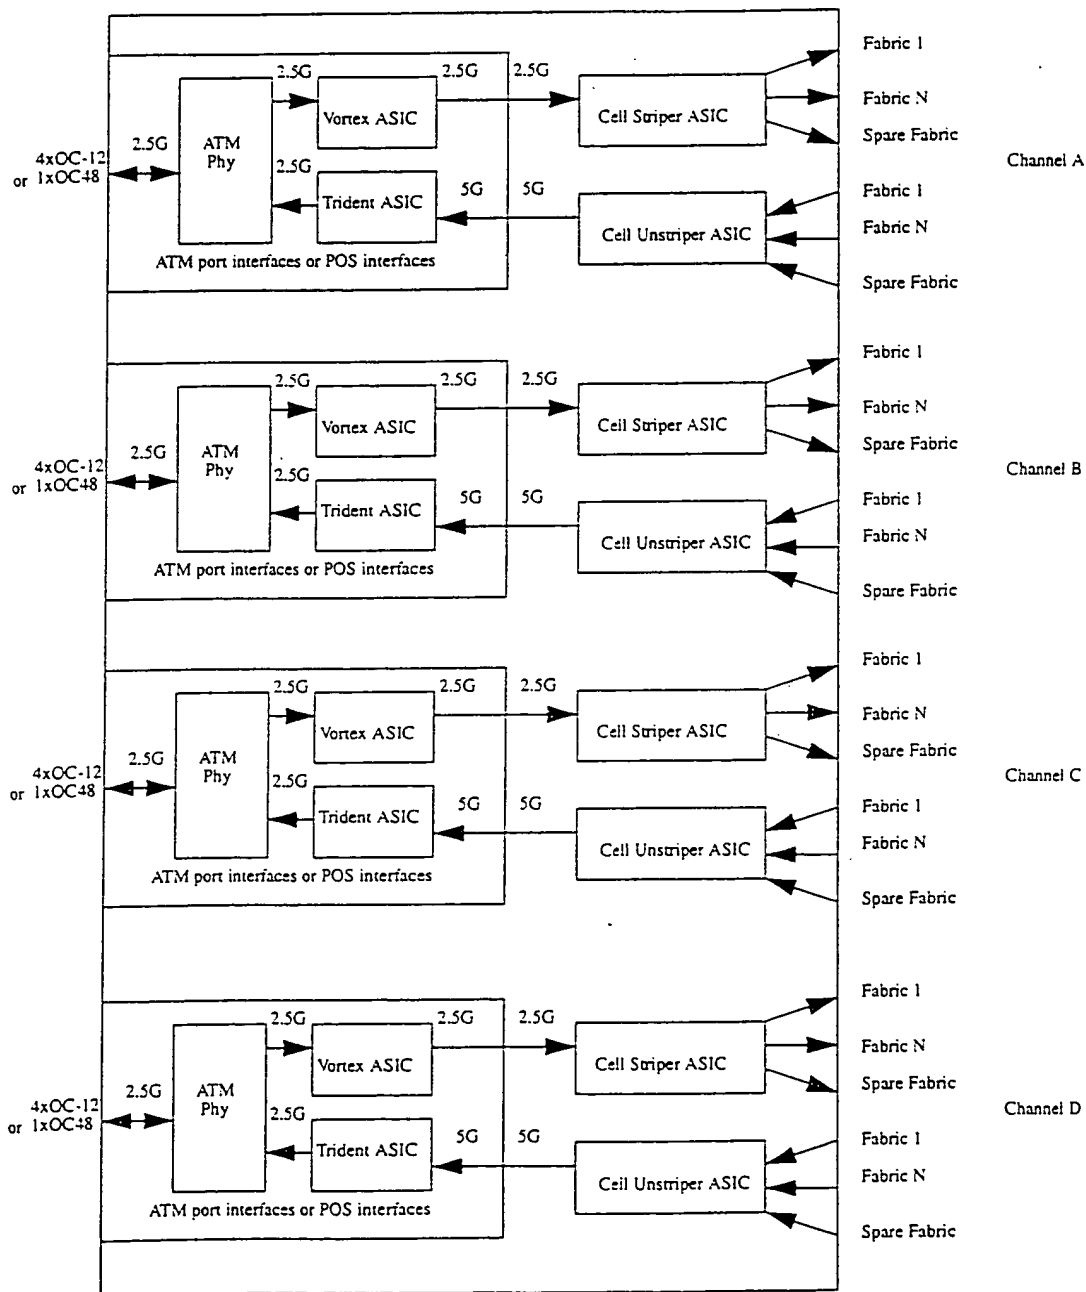 Fabric 1
2.5G 2.5G 2.5G
Vortex ASIC
Cell Striper ASIC
Fabric N
Spare Fabric
ATM
Phy
2.5G
4xOC-12
or 1xOC48
2.5G
Channel A
Trident ASIC
5G 5G
Cell Unstriper ASIC
Fabric 1
Fabric N
ATM port interfaces or POS interfaces
Spare Fabric
Fabric 1
2.5G 2.5G 2.5G
Vortex ASIC
Cell Striper ASIC
Fabric N
Spare Fabric
ATM
Phy
2.5G
4xOC-12
or 1xOC48
2.5G
Channel B
Trident ASIC
5G 5G
Cell Unstriper ASIC
Fabric 1
Fabric N
ATM port interfaces or POS interfaces
Spare Fabric
Fabric 1
2.5G 2.5G 2.5G
Vortex ASIC
Cell Striper ASIC
Fabric N
Spare Fabric
ATM
Phy
2.5G
4xOC-12
or 1xOC48
2.5G
Channel C
Trident ASIC
5G 5G
Cell Unstriper ASIC
Fabric 1
Fabric N
ATM port interfaces or POS interfaces
Spare Fabric
Fabric 1
2.5G 2.5G 2.5G
Vortex ASIC
Cell Striper ASIC
Fabric N
Spare Fabric
ATM
Phy
2.5G
4xOC-12
or 1xOC48
2.5G
Channel D
Trident ASIC
5G 5G
Cell Unstriper ASIC
Fabric 1
Fabric N
ATM port interfaces or POS interfaces
Spare Fabric